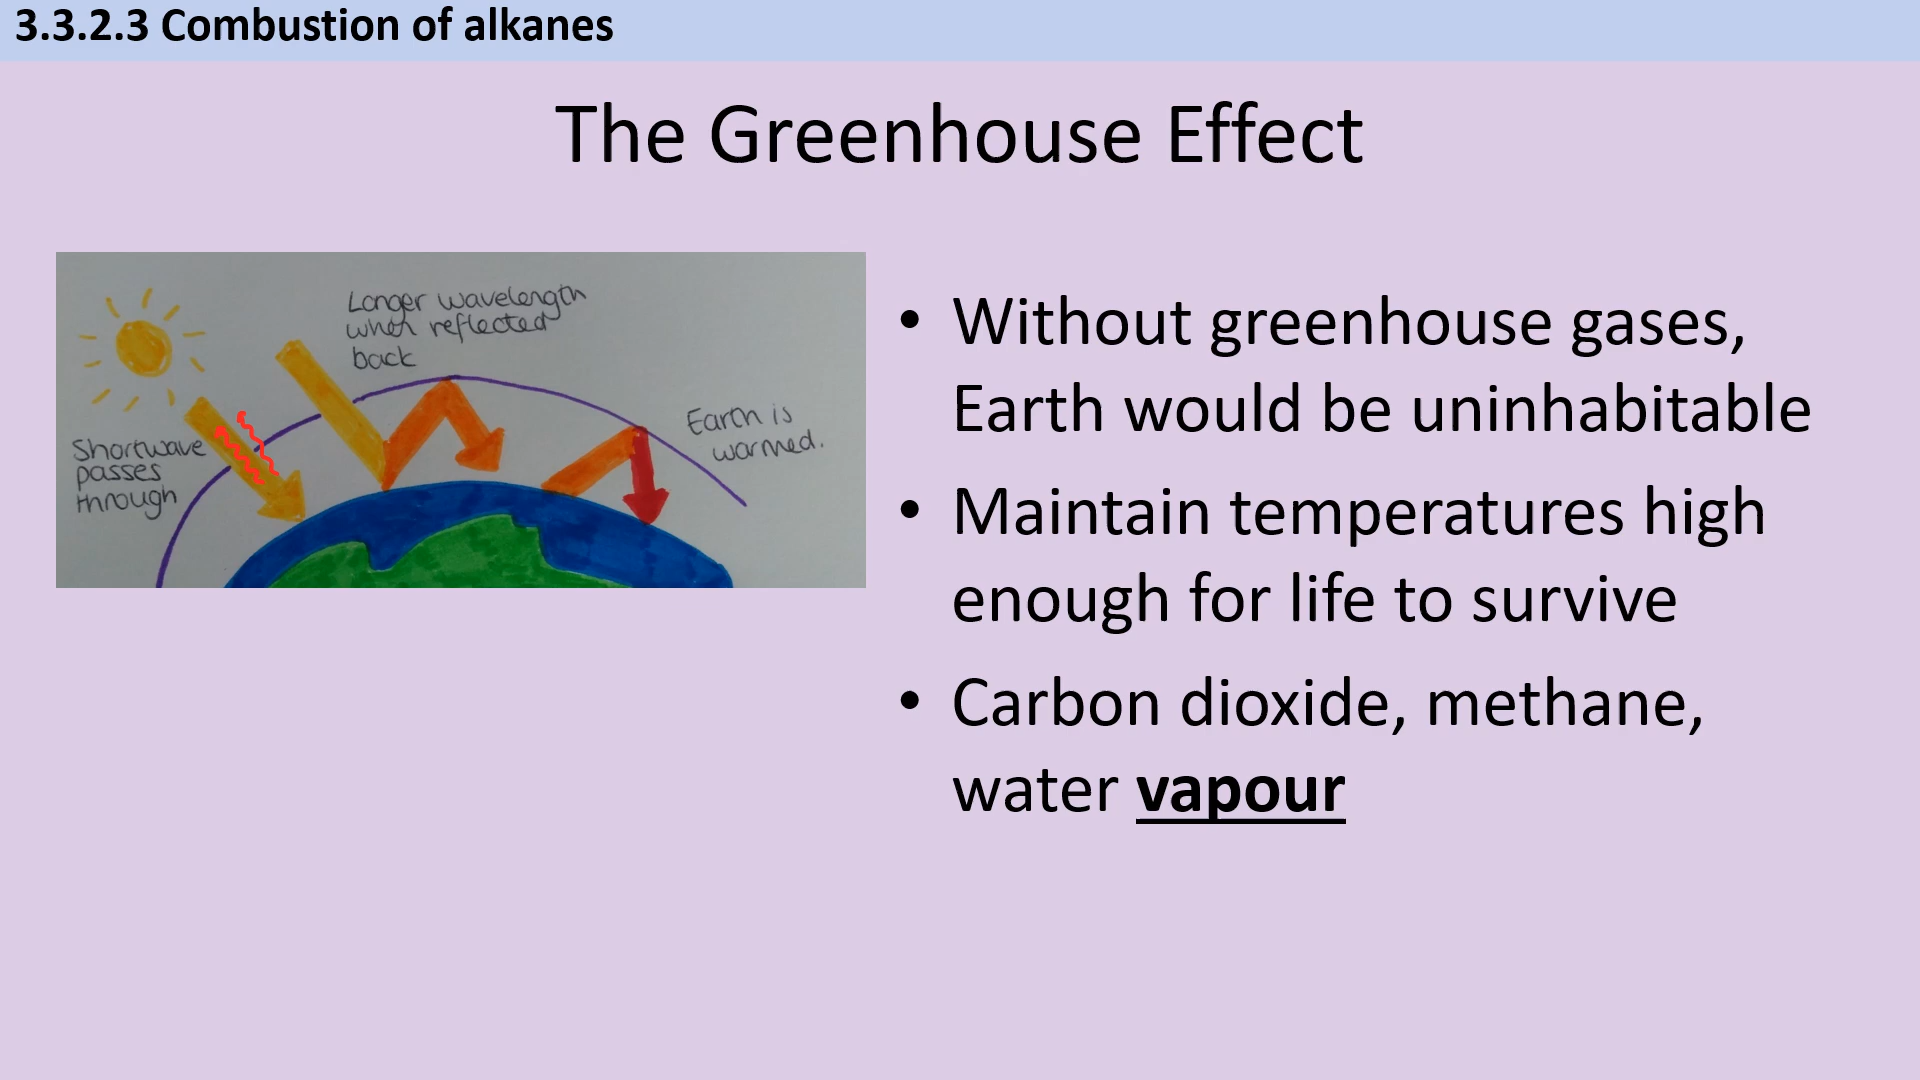 3.3.2.3 Combustion of alkanes
The Greenhouse Effect
Longer wavelength
when reflected
back
Shortwave
passes
through
Earth is
warmed.
• Without greenhouse gases,
Earth would be uninhabitable
• Maintain temperatures high
enough for life to survive
• Carbon dioxide, methane,
water vapour